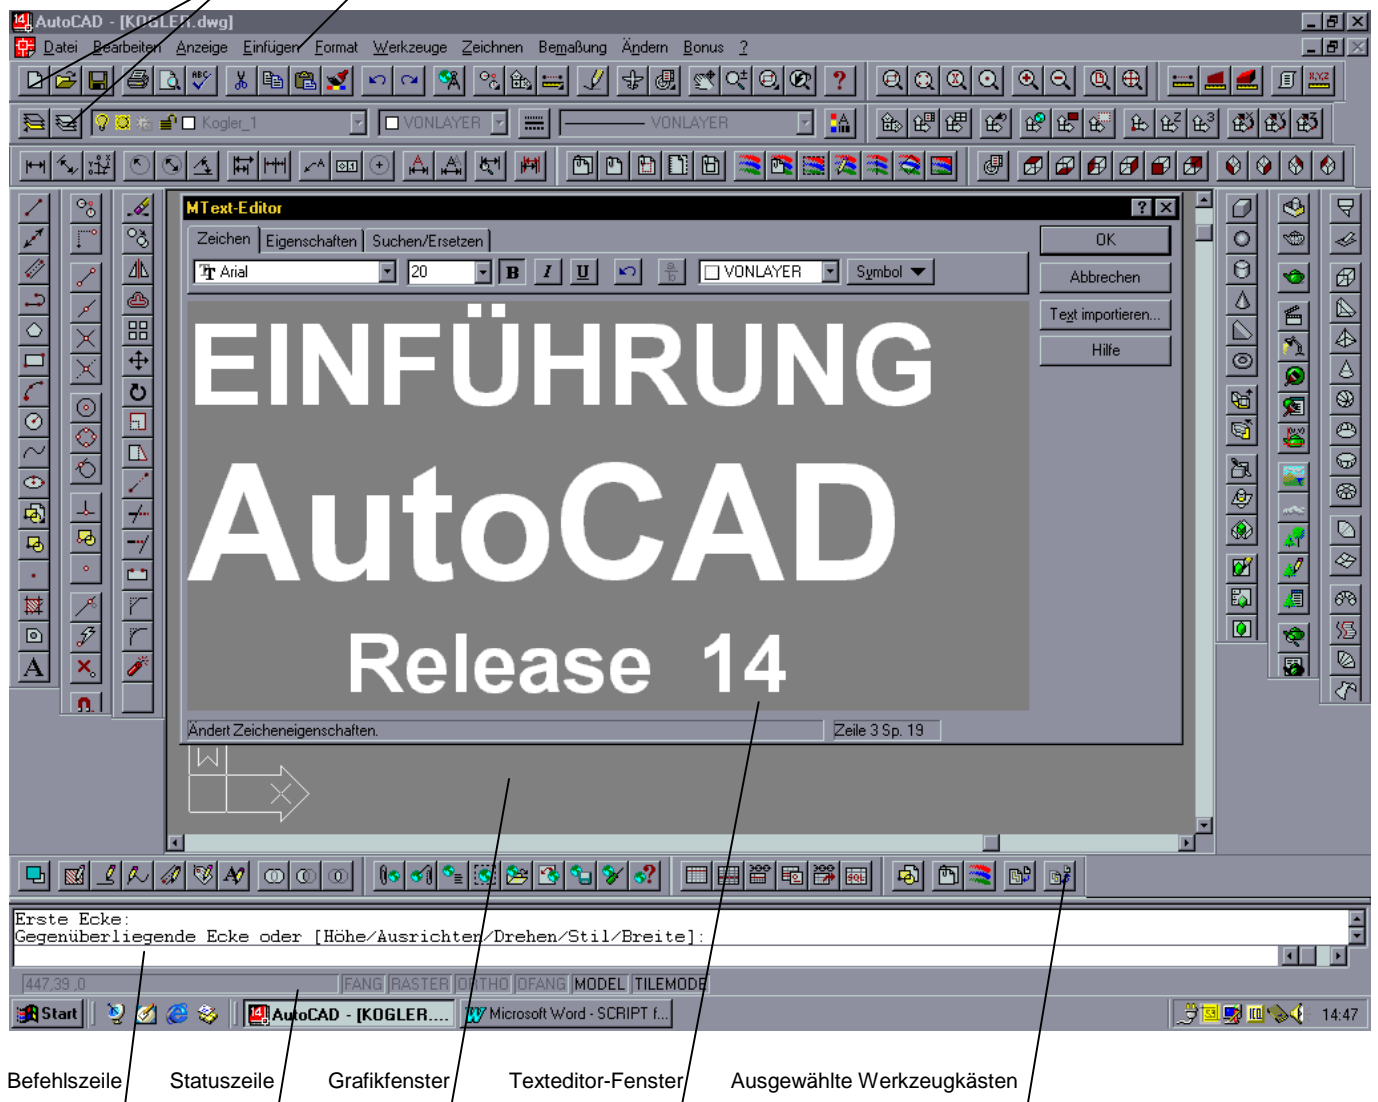 AutoCAD - [KOGLER.dwg]
Datei Bearbeiten Anzeige Einfügen Format Werkzeuge Zeichnen Bemaßung Ändern Bonus ?
Kogler_1 VONLAYER VONLAYER
MText-Editor
Zeichen Eigenschaften Suchen/Ersetzen
OK
Arial 20 B I U VONLAYER Symbol
Abbrechen
Text importieren...
Hilfe
EINFÜHRUNG
AutoCAD
Release 14
Ändert Zeicheneigenschaften. Zeile 3 Sp. 19
W
X
Erste Ecke:
Gegenüberliegende Ecke oder [Höhe/Ausrichten/Drehen/Stil/Breite]:
447,39 ,0 FANG RASTER ORTHO OFANG MODEL TILEMODE
Start AutoCAD - [KOGLER.... Microsoft Word - SCRIPT f... 14:47
Befehlszeile Statuszeile Grafikfenster Texteditor-Fenster Ausgewählte Werkzeugkästen